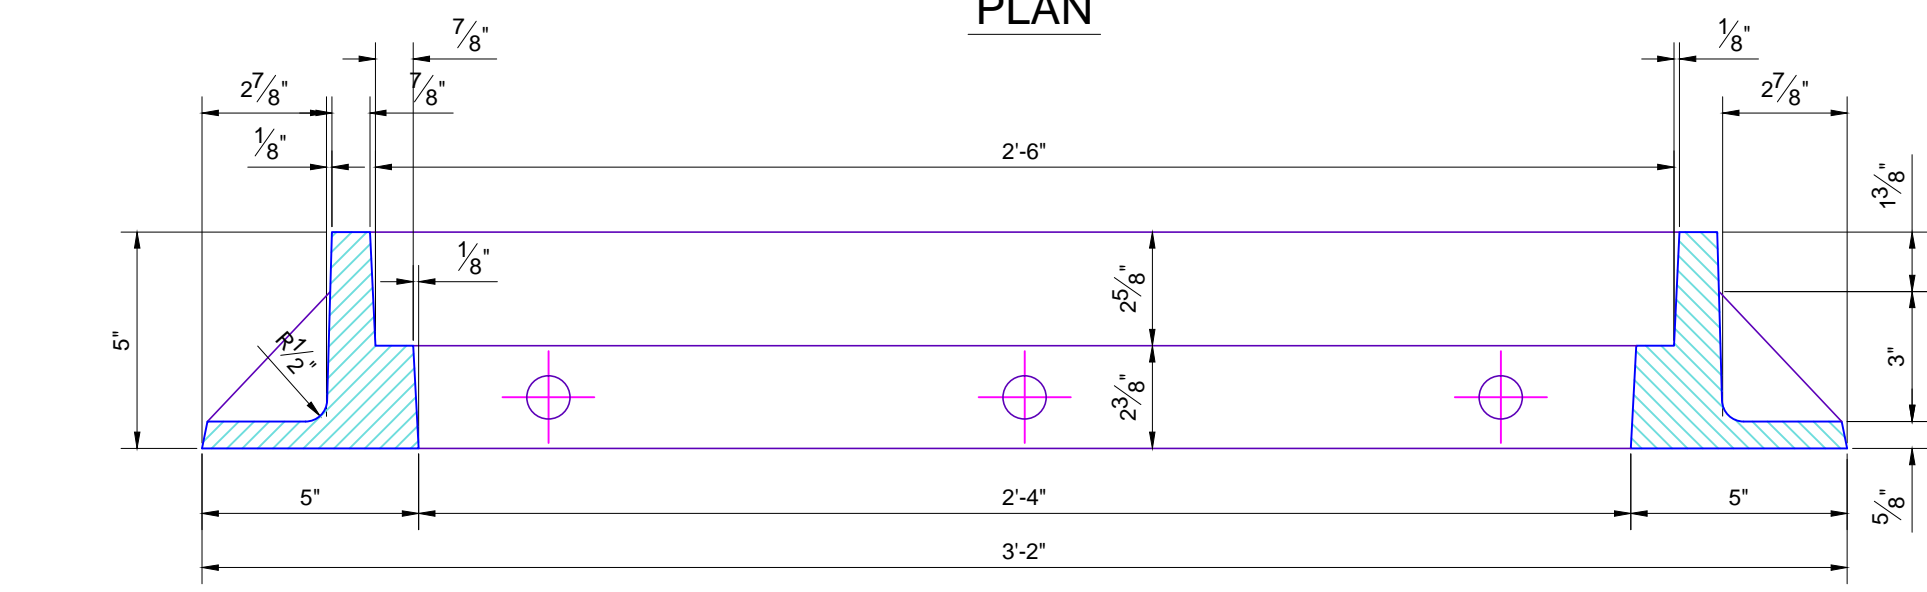 PLAN
7/8" 1/8"
2 7/8" 7/8" 2 7/8"
1/8" 2'-6"
1 3/8"
1/8"
2 5/8"
5" R1/2" 3"
2 3/8"
5" 2'-4" 5" 5/8"
3'-2"